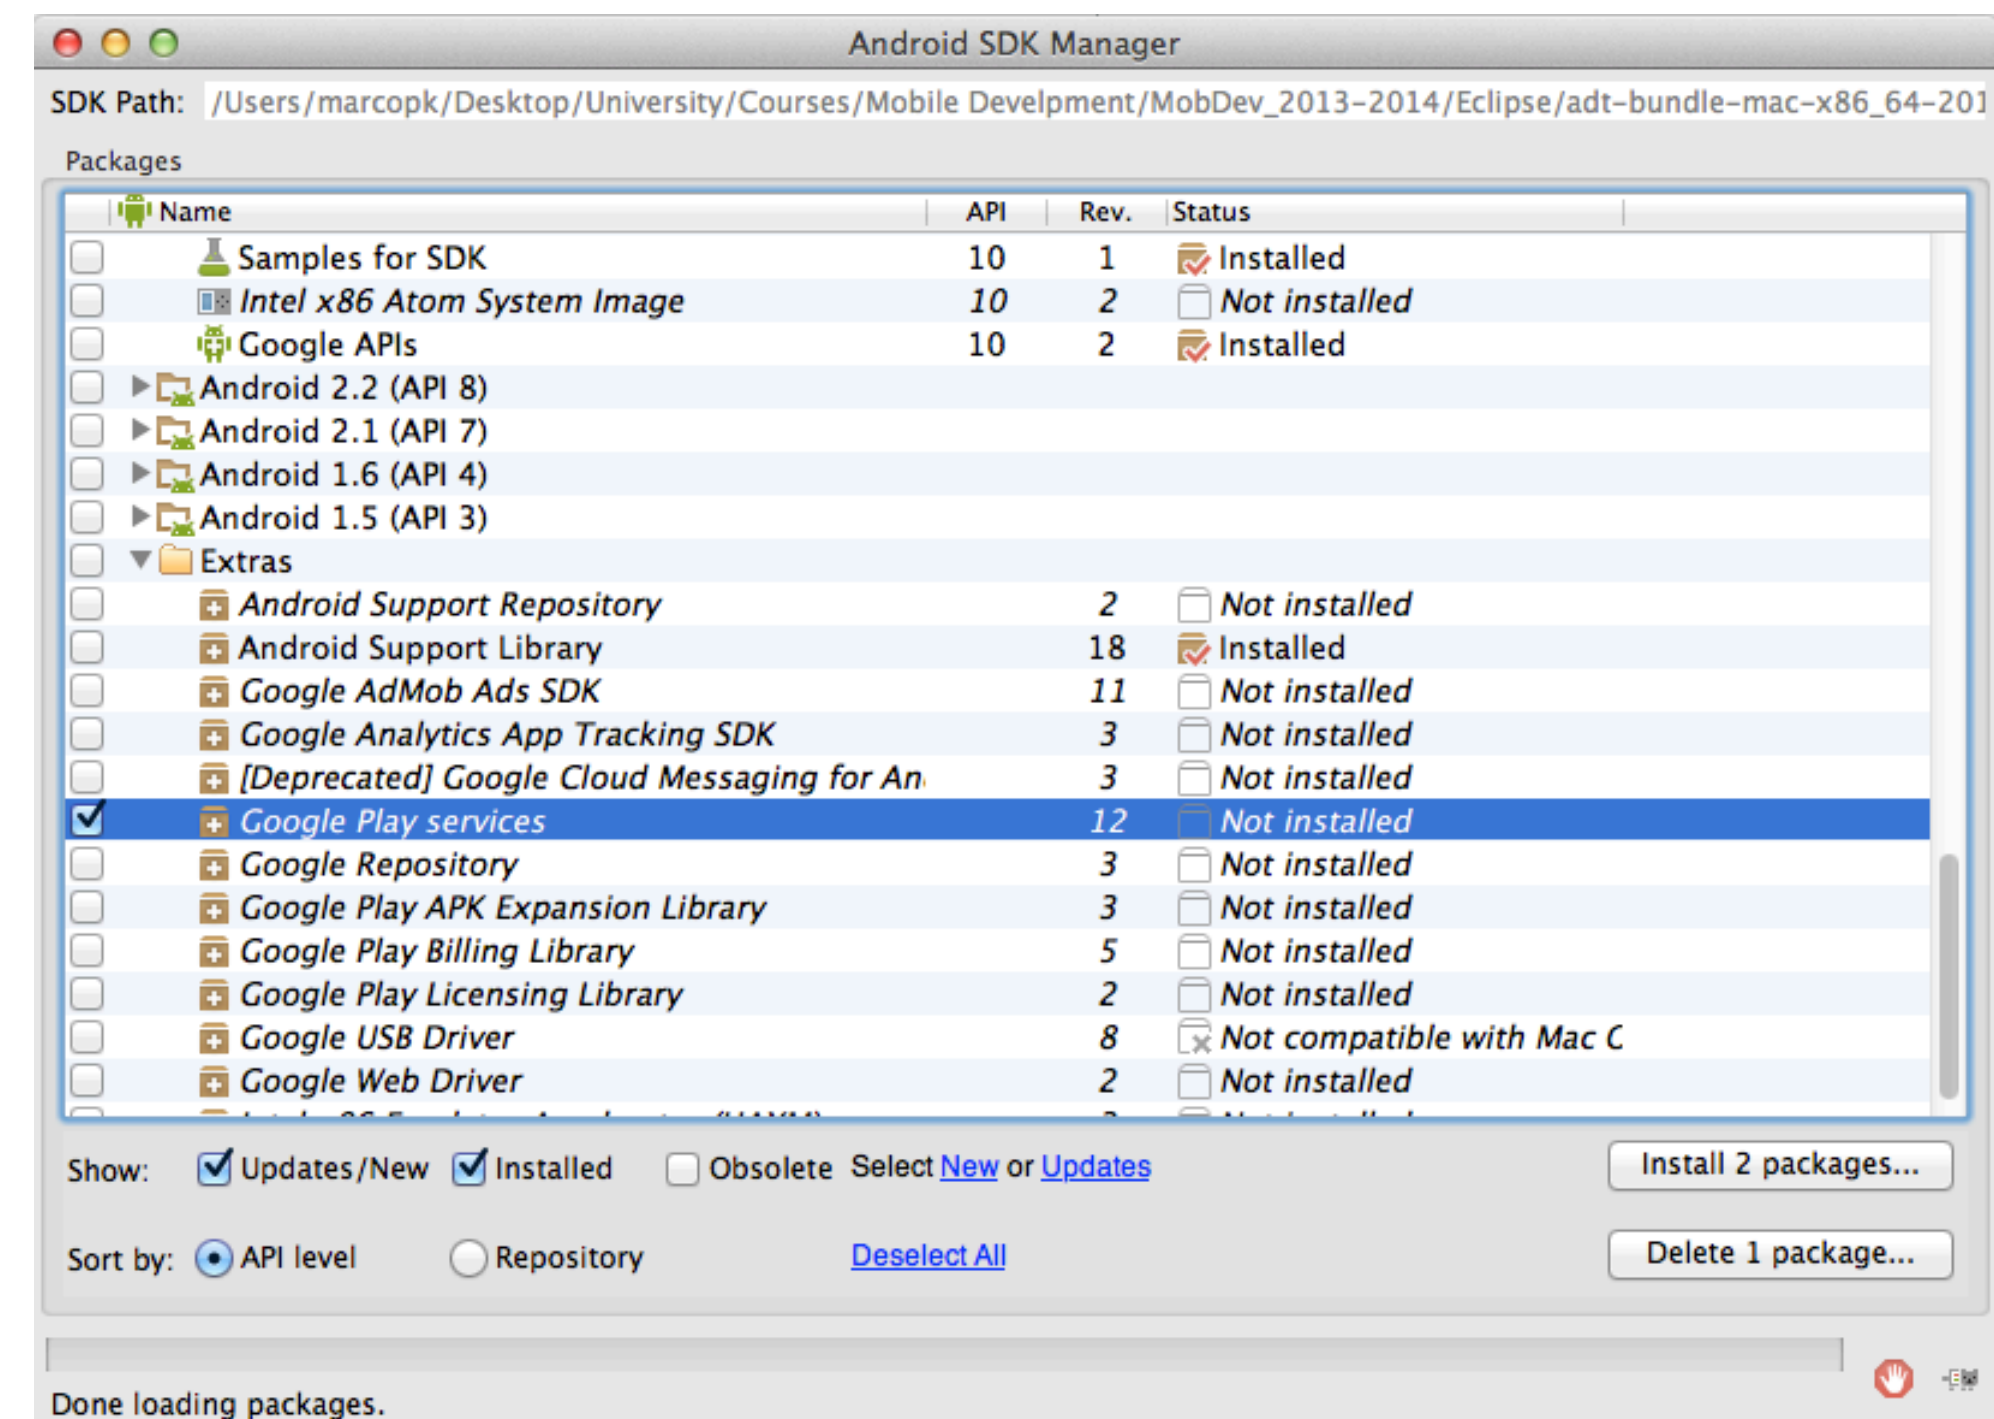 Android SDK Manager
SDK Path: /Users/marcopk/Desktop/University/Courses/Mobile Develpment/MobDev_2013-2014/Eclipse/adt-bundle-mac-x86_64-201
Packages
Name API Rev. Status
Samples for SDK 10 1 Installed
Intel x86 Atom System Image 10 2 Not installed
Google APIs 10 2 Installed
Android 2.2 (API 8)
Android 2.1 (API 7)
Android 1.6 (API 4)
Android 1.5 (API 3)
Extras
Android Support Repository 2 Not installed
Android Support Library 18 Installed
Google AdMob Ads SDK 11 Not installed
Google Analytics App Tracking SDK 3 Not installed
[Deprecated] Google Cloud Messaging for An 3 Not installed
Google Play services 12 Not installed
Google Repository 3 Not installed
Google Play APK Expansion Library 3 Not installed
Google Play Billing Library 5 Not installed
Google Play Licensing Library 2 Not installed
Google USB Driver 8 Not compatible with Mac
Google Web Driver 2 Not installed
Show: Updates/New Installed Obsolete Select New or Updates Install 2 packages...
Sort by: API level Repository Deselect All Delete 1 package...
Done loading packages.